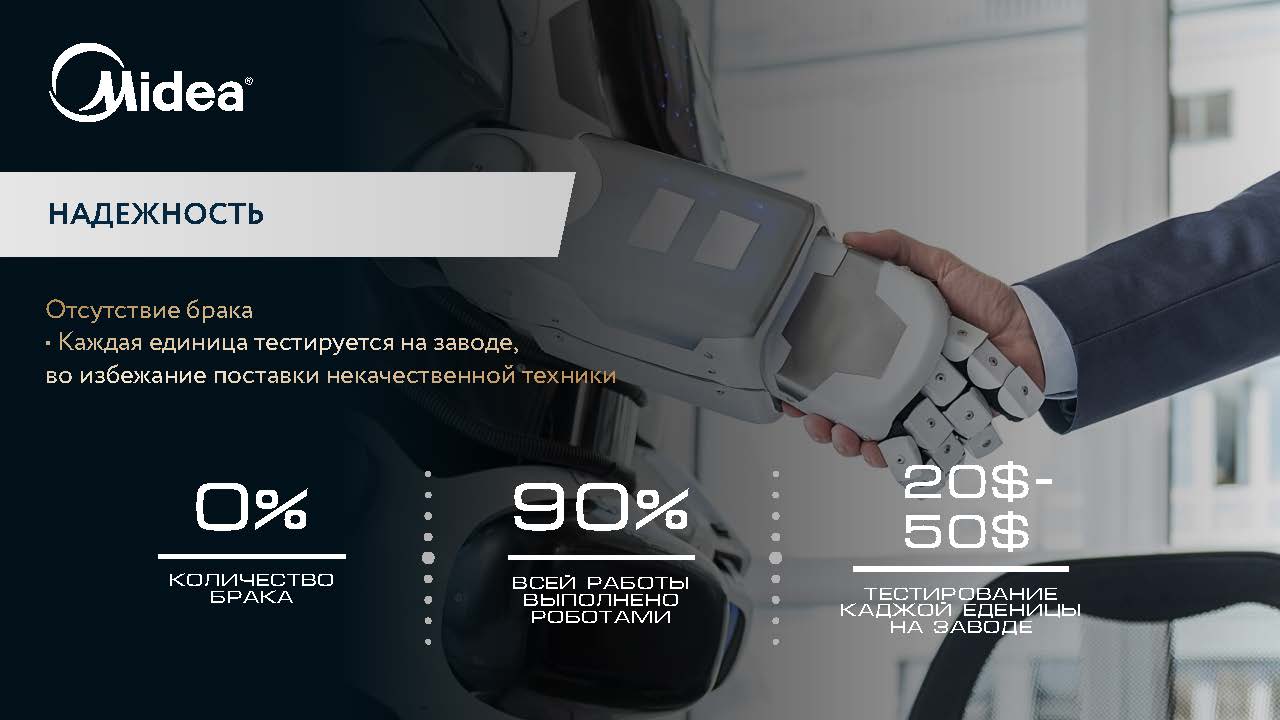 Midea®
НАДЕЖНОСТЬ
Отсутствие брака
· Каждая единица тестируется на заводе,
во избежание поставки некачественной техники
0%
КОЛИЧЕСТВО
БРАКА
90%
ВСЕЙ РАБОТЫ
ВЫПОЛНЕНО
РОБОТАМИ
20$-
50$
ТЕСТИРОВАНИЕ
КАДЖОЙ ЕДЕНИЦЫ
НА ЗАВОДЕ